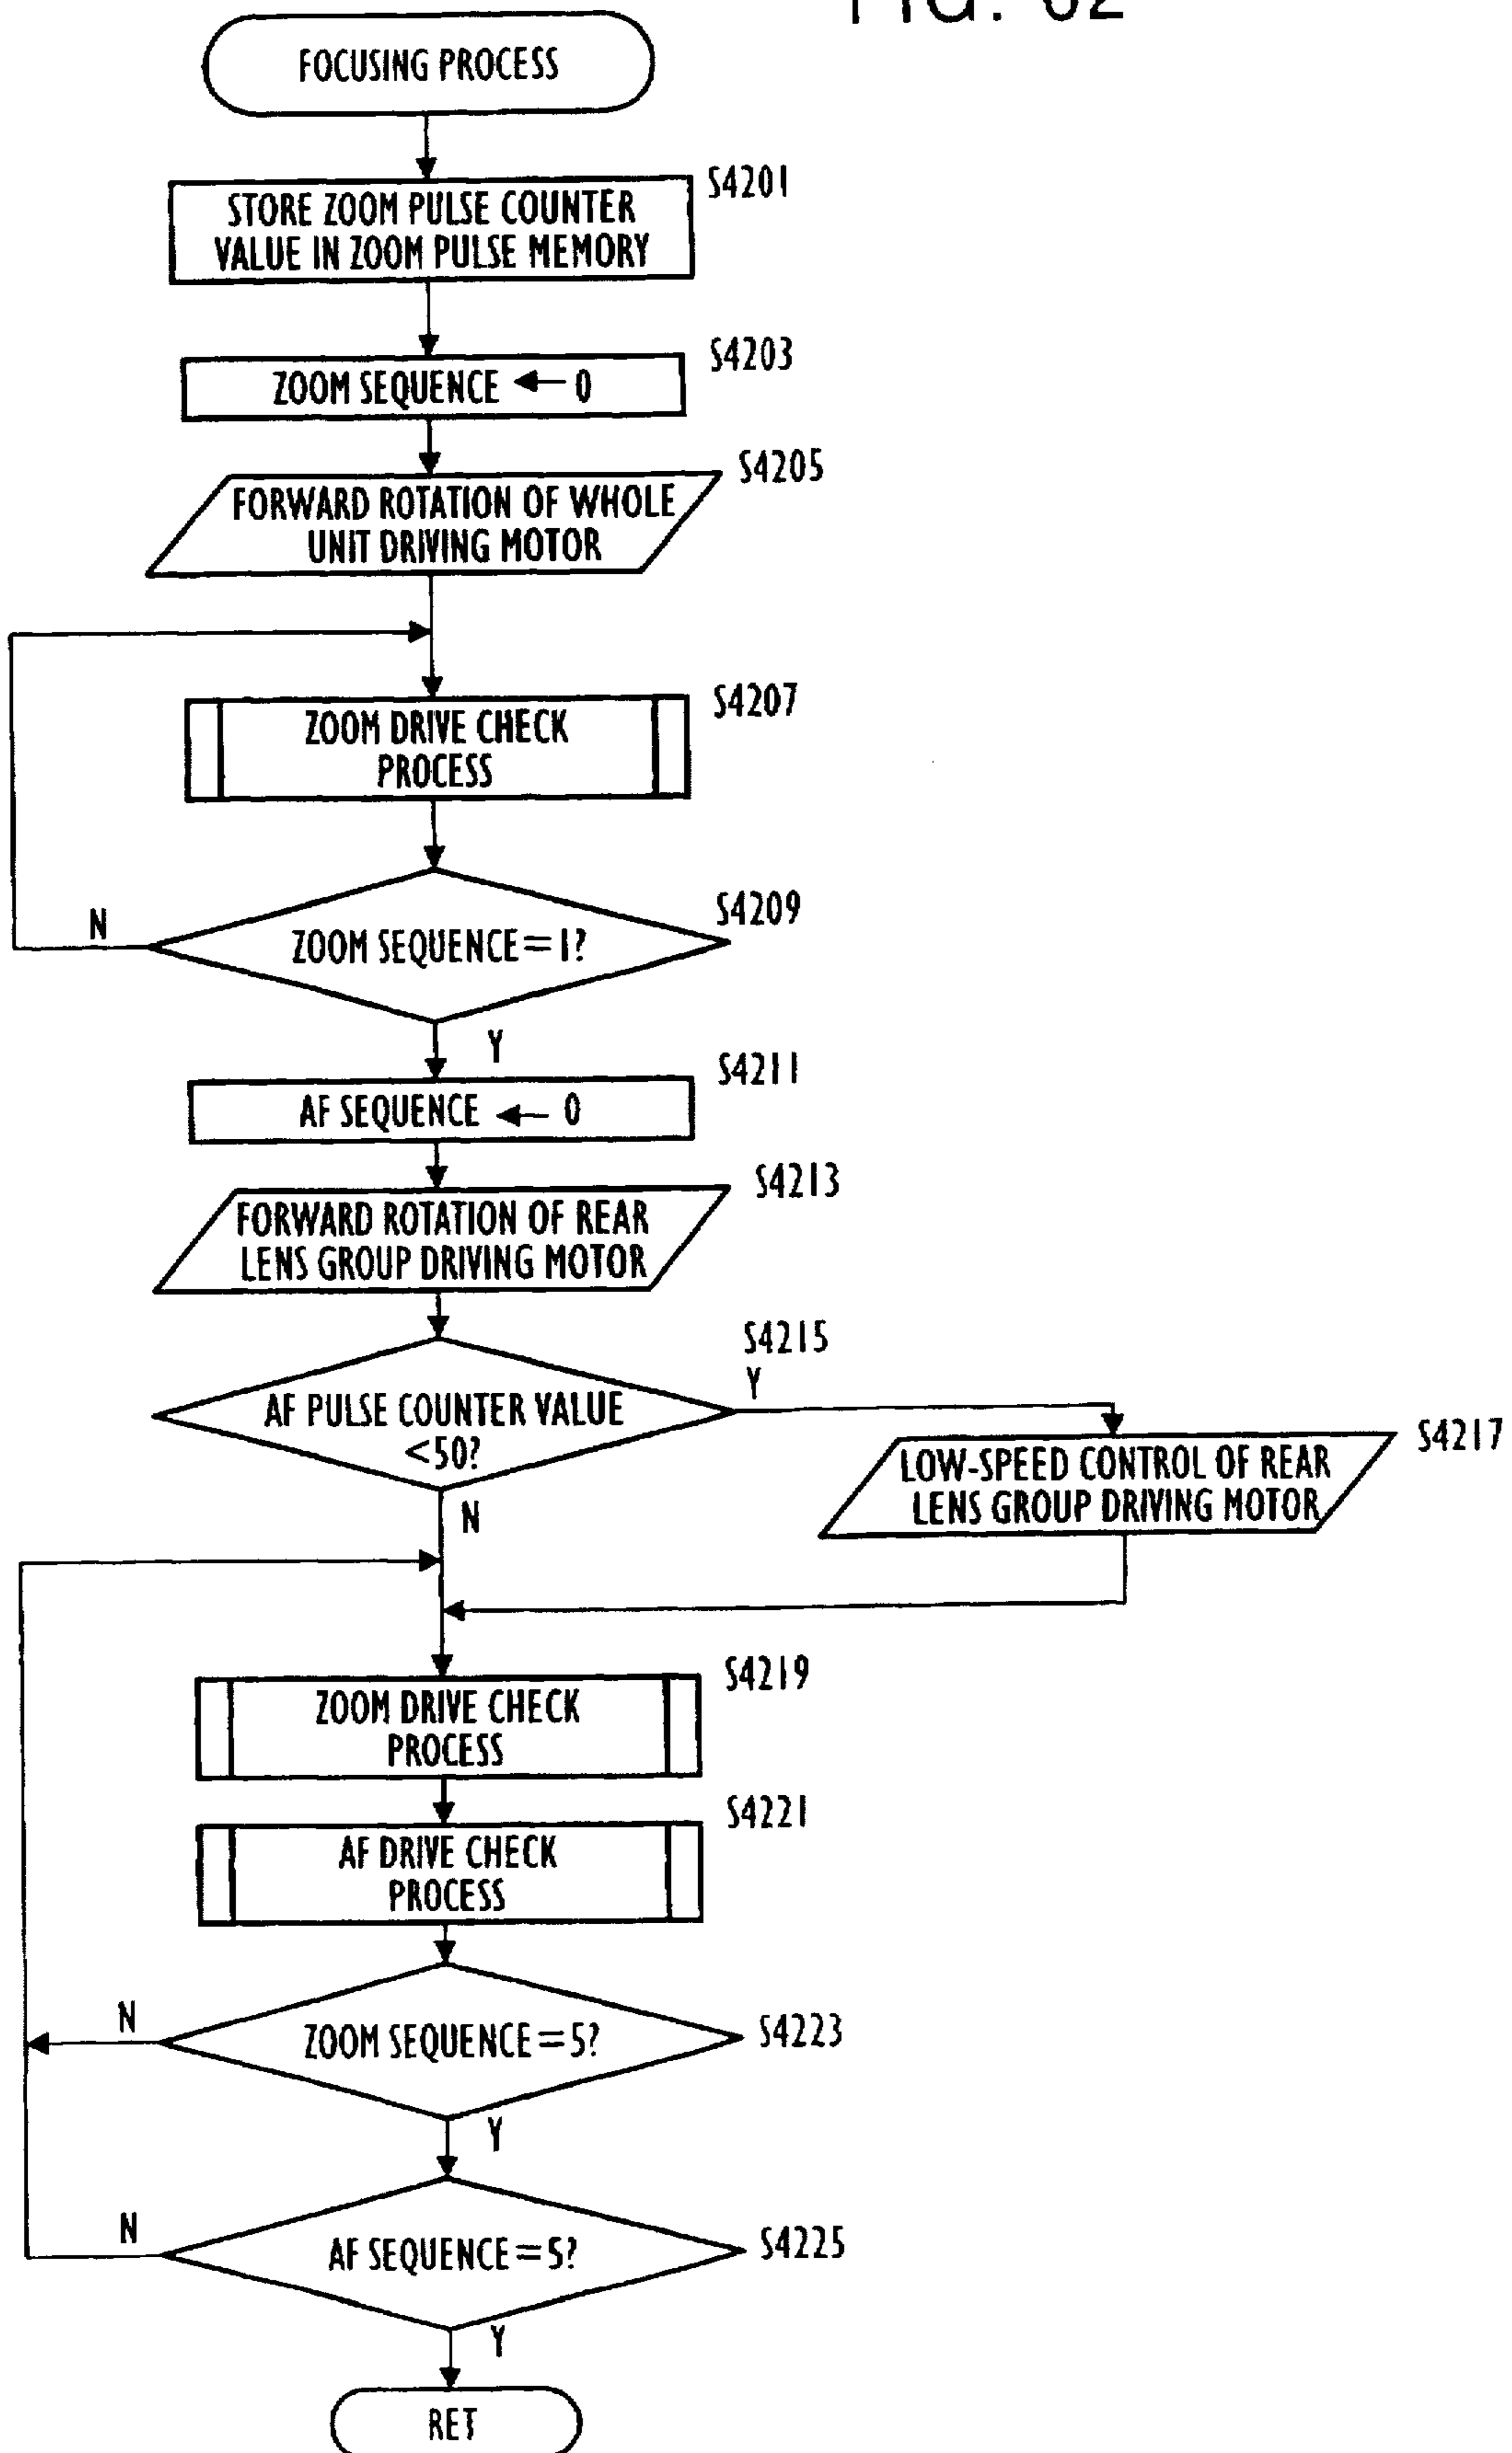 FIG. 62
FOCUSING PROCESS
S4201
STORE ZOOM PULSE COUNTER
VALUE IN ZOOM PULSE MEMORY
S4203
ZOOM SEQUENCE ← 0
S4205
FORWARD ROTATION OF WHOLE
UNIT DRIVING MOTOR
S4207
ZOOM DRIVE CHECK
PROCESS
S4209
N
ZOOM SEQUENCE=1?
Y
S4211
AF SEQUENCE ← 0
S4213
FORWARD ROTATION OF REAR
LENS GROUP DRIVING MOTOR
S4215
Y
AF PULSE COUNTER VALUE
<50?
S4217
LOW-SPEED CONTROL OF REAR
LENS GROUP DRIVING MOTOR
N
S4219
ZOOM DRIVE CHECK
PROCESS
S4221
AF DRIVE CHECK
PROCESS
N
ZOOM SEQUENCE=5?
S4223
Y
N
AF SEQUENCE=5?
S4225
Y
RET